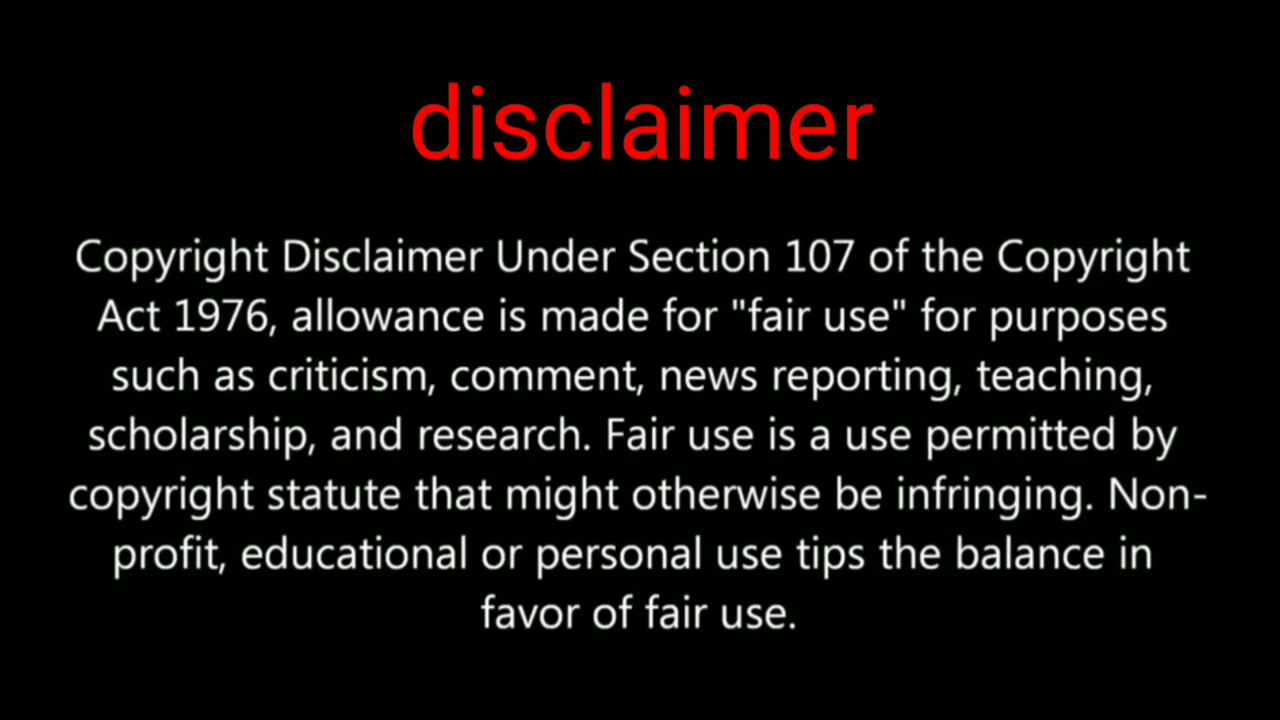 disclaimer
Copyright Disclaimer Under Section 107 of the Copyright
Act 1976, allowance is made for "fair use" for purposes
such as criticism, comment, news reporting, teaching,
scholarship, and research. Fair use is a use permitted by
copyright statute that might otherwise be infringing. Non-
profit, educational or personal use tips the balance in
favor of fair use.